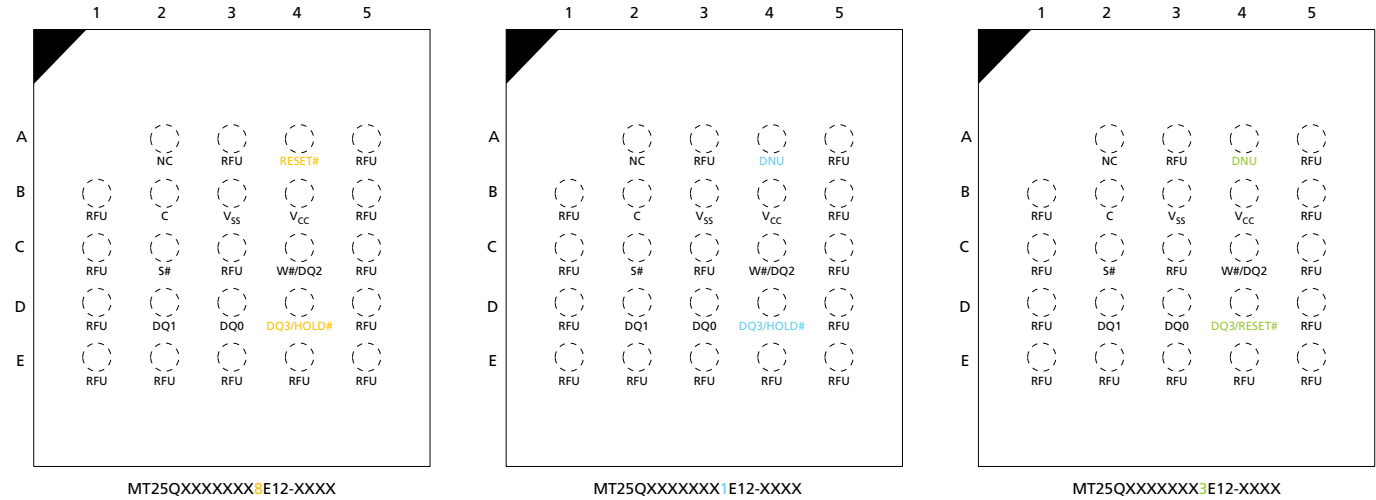 1 2 3 4 5
A
NC RFU RESET# RFU
B
RFU C VSS VCC RFU
C
RFU S# RFU W#/DQ2 RFU
D
RFU DQ1 DQ0 DQ3/HOLD# RFU
E
RFU RFU RFU RFU RFU
MT25QXXXXXXX8E12-XXXX
1 2 3 4 5
A
NC RFU DNU RFU
B
RFU C VSS VCC RFU
C
RFU S# RFU W#/DQ2 RFU
D
RFU DQ1 DQ0 DQ3/HOLD# RFU
E
RFU RFU RFU RFU RFU
MT25QXXXXXXX1E12-XXXX
1 2 3 4 5
A
NC RFU DNU RFU
B
RFU C VSS VCC RFU
C
RFU S# RFU W#/DQ2 RFU
D
RFU DQ1 DQ0 DQ3/RESET# RFU
E
RFU RFU RFU RFU RFU
MT25QXXXXXXX3E12-XXXX